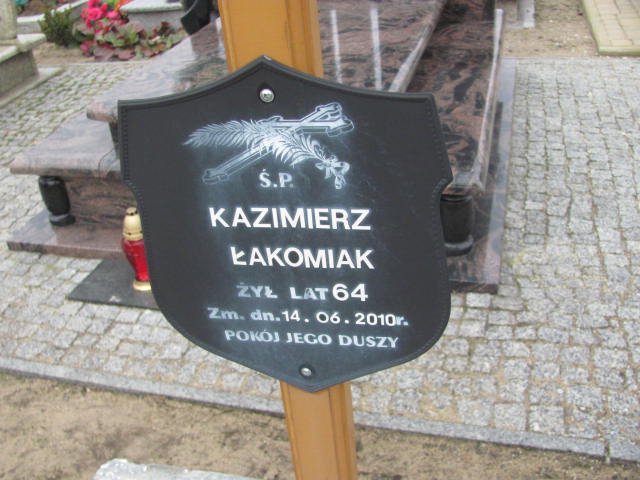 Ś.P.
KAZIMIERZ
ŁAKOMIAK
ŻYŁ LAT 64
Zm. dn. 14. 06. 2010r.
POKÓJ JEGO DUSZY